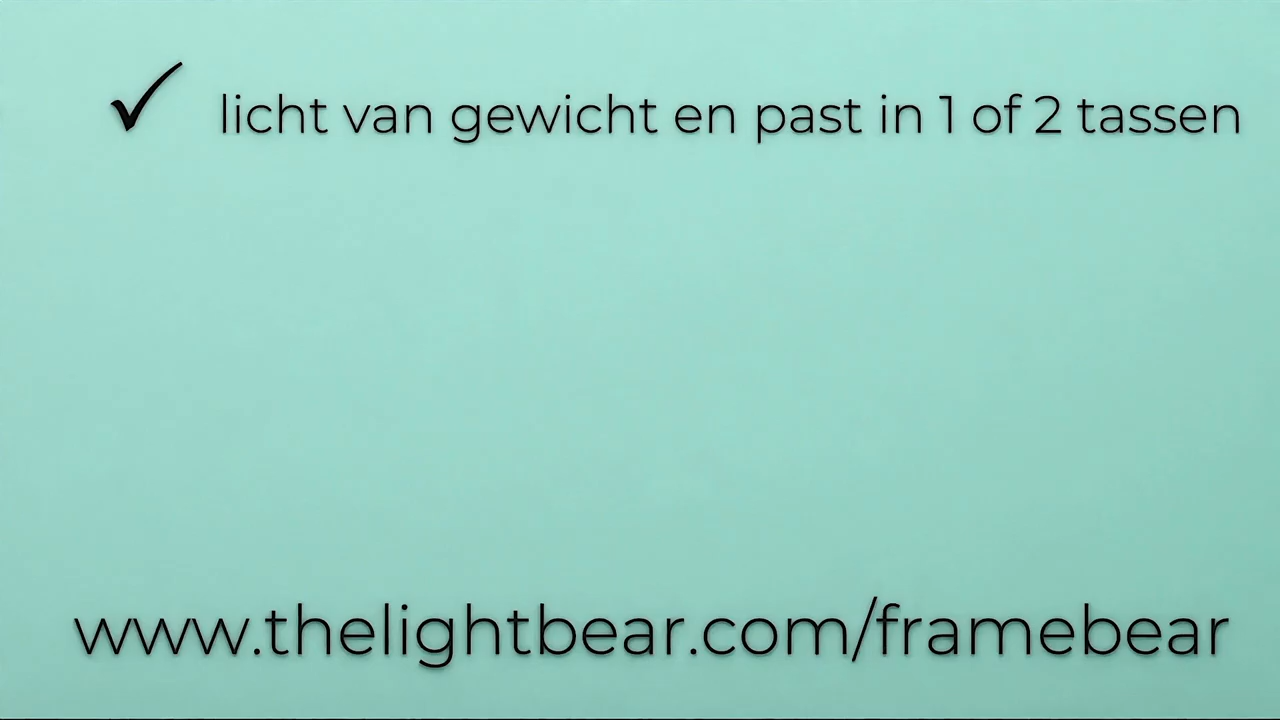 ✓ licht van gewicht en past in 1 of 2 tassen
www.thelightbear.com/framebear